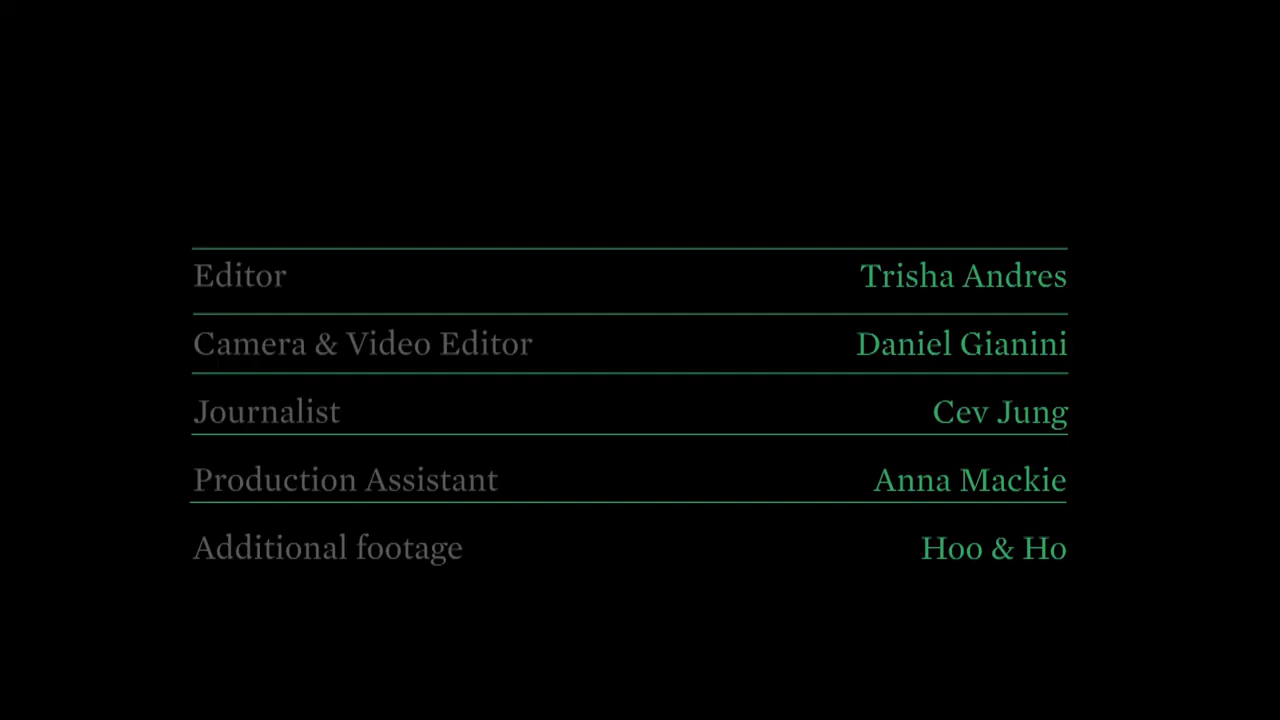 Editor Trisha Andres
Camera & Video Editor Daniel Gianini
Journalist Cev Jung
Production Assistant Anna Mackie
Additional footage Hoo & Ho